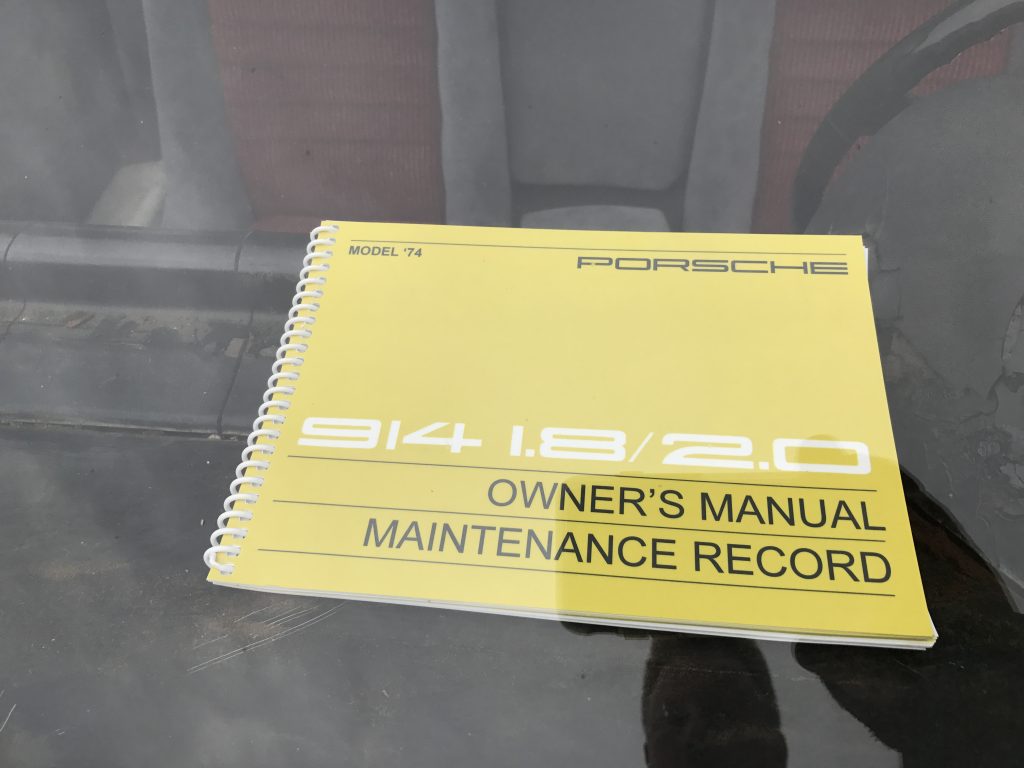 MODEL ‘74
PORSCHE
914 1.8/2.0
OWNER’S MANUAL
MAINTENANCE RECORD